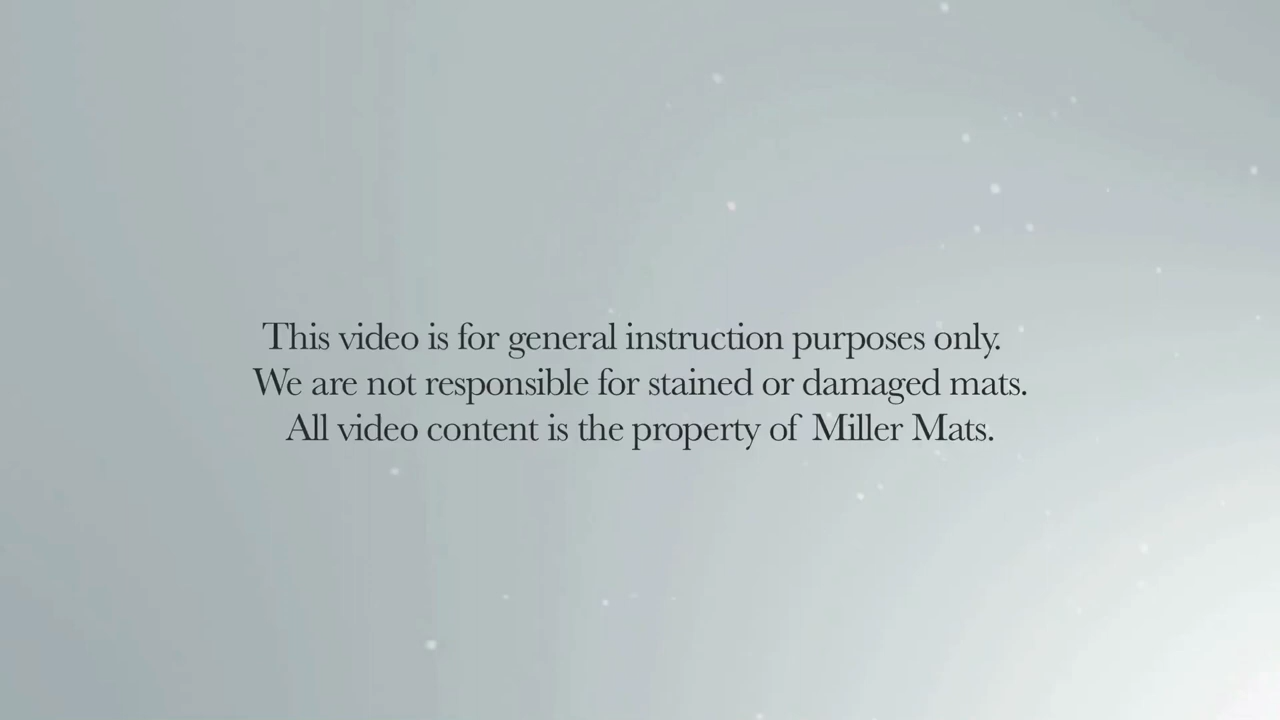 This video is for general instruction purposes only.
We are not responsible for stained or damaged mats.
All video content is the property of Miller Mats.